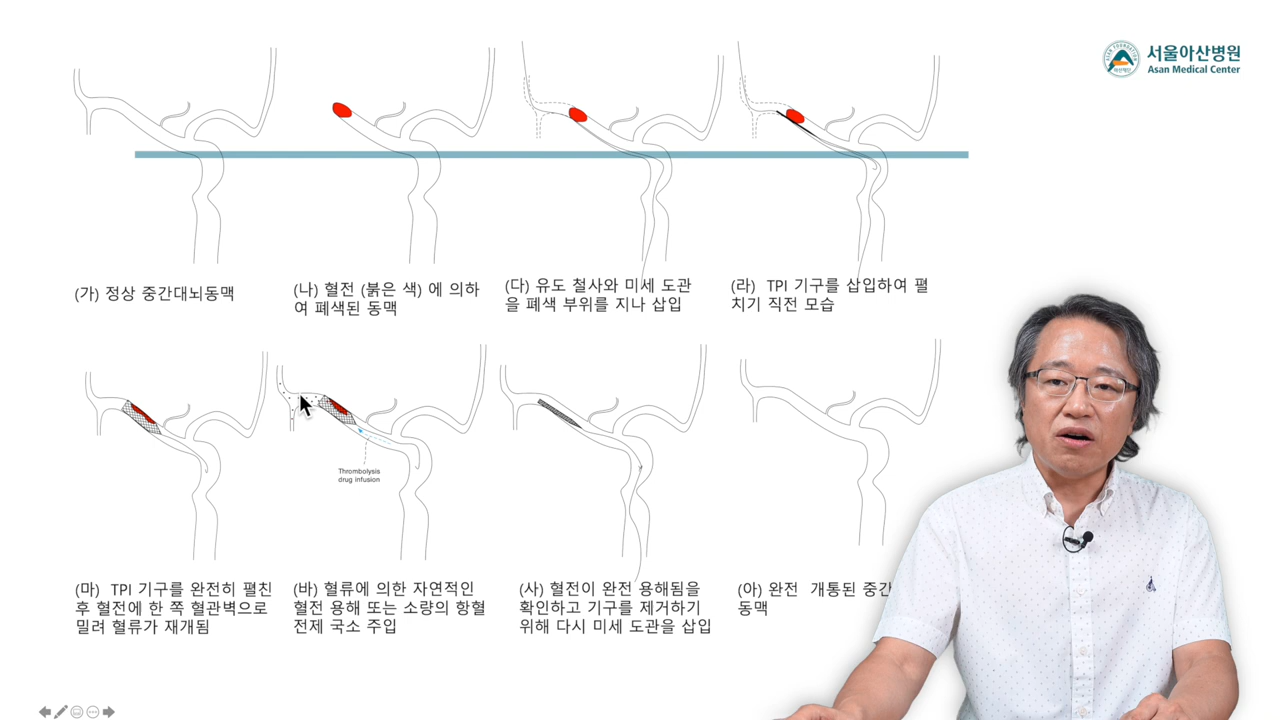 서울아산병원
Asan Medical Center
(가) 정상 중간대뇌동맥
(나) 혈전 (붉은 색) 에 의하
여 폐색된 동맥
(다) 유도 철사와 미세 도관
을 폐색 부위를 지나 삽입
(라) TPI 기구를 삽입하여 펼
치기 직전 모습
Thrombolysis
drug infusion
(마) TPI 기구를 완전히 펼친
후 혈전에 한 쪽 혈관벽으로
밀려 혈류가 재개됨
(바) 혈류에 의한 자연적인
혈전 용해 또는 소량의 항혈
전제 국소 주입
(사) 혈전이 완전 용해됨을
확인하고 기구를 제거하기
위해 다시 미세 도관을 삽입
(아) 완전 개통된 중간
동맥